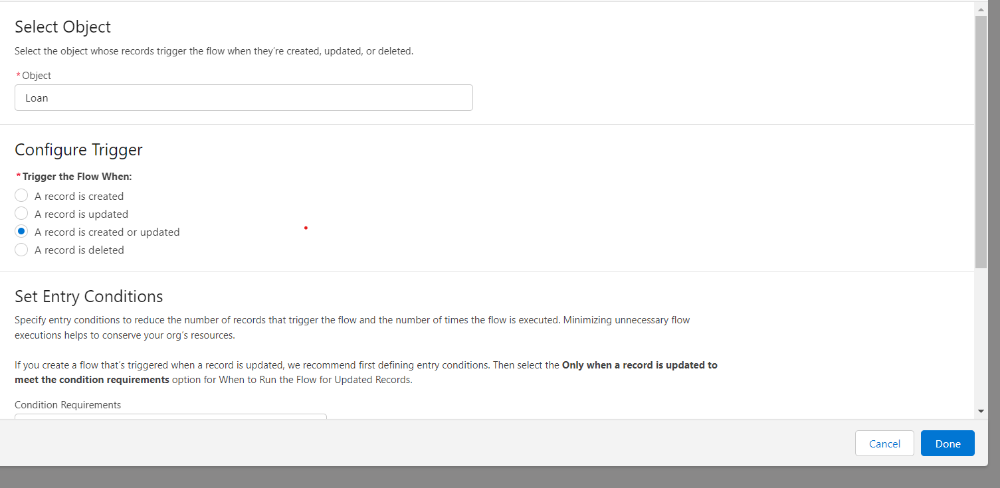 Select Object
Select the object whose records trigger the flow when they’re created, updated, or deleted.
*Object
Loan
Configure Trigger
*Trigger the Flow When:
A record is created
A record is updated
A record is created or updated
A record is deleted
Set Entry Conditions
Specify entry conditions to reduce the number of records that trigger the flow and the number of times the flow is executed. Minimizing unnecessary flow
executions helps to conserve your org’s resources.
If you create a flow that’s triggered when a record is updated, we recommend first defining entry conditions. Then select the Only when a record is updated to
meet the condition requirements option for When to Run the Flow for Updated Records.
Condition Requirements
Cancel
Done